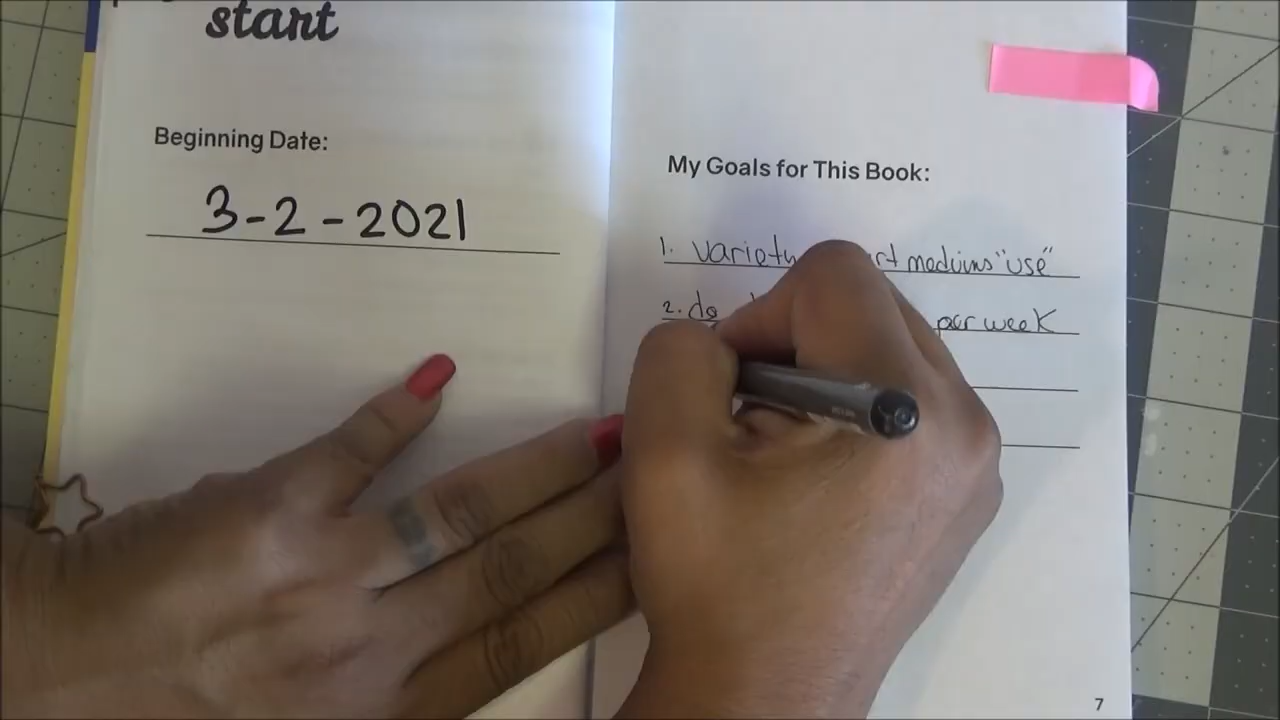 start
Beginning Date:
3-2-2021
My Goals for This Book:
1. variety art mediums "use"
2. do per week
7